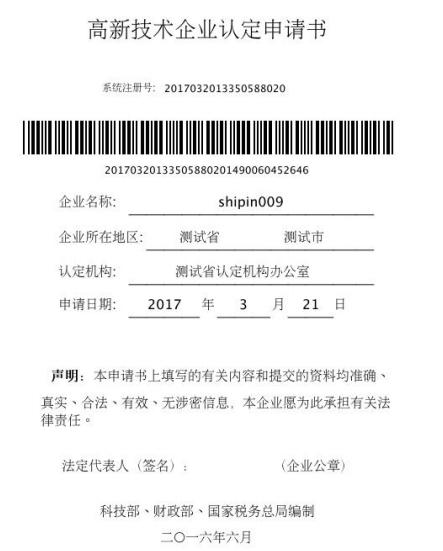 高新技术企业认定申请书
系统注册号: 2017032013350588020
20170320133505880201490060452646
企业名称: shipin009
企业所在地区: 测试省 测试市
认定机构: 测试省认定机构办公室
申请日期: 2017 年 3 月 21 日
声明：本申请书上填写的有关内容和提交的资料均准确、
真实、合法、有效、无涉密信息，本企业愿为此承担有关法
律责任。
法定代表人（签名）: （企业公章）
科技部、财政部、国家税务总局编制
二〇一六年六月